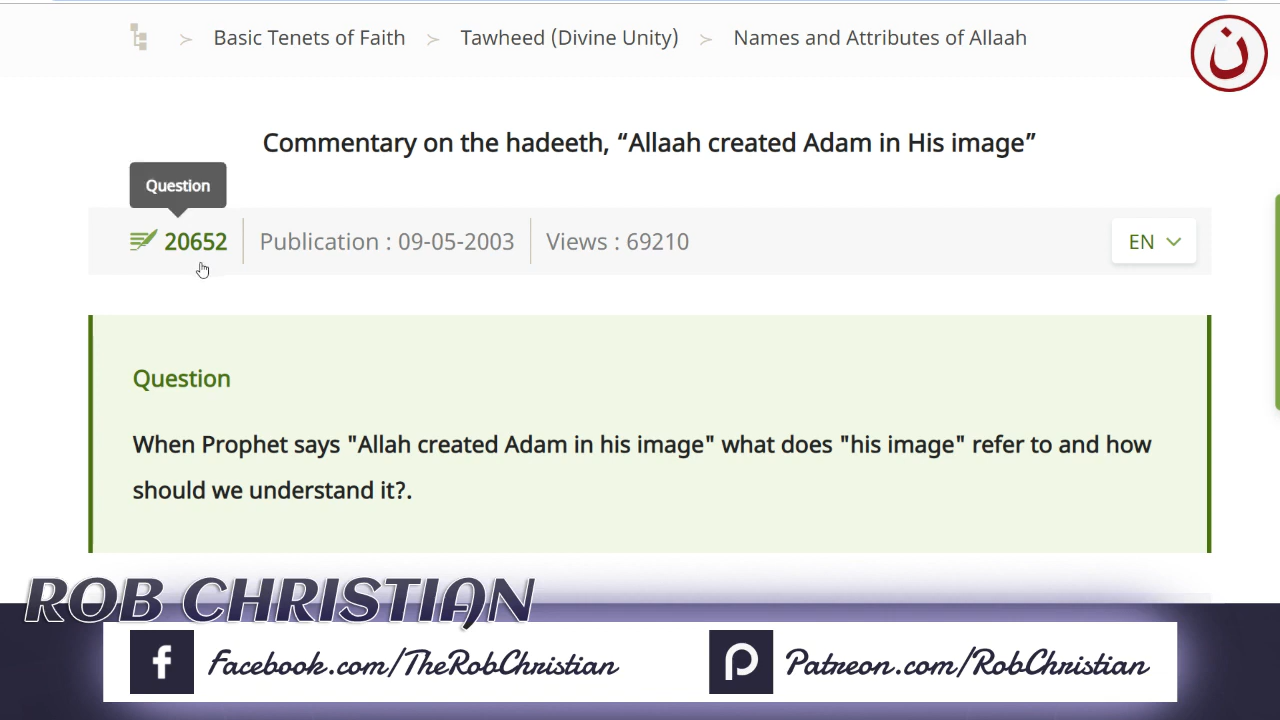 Basic Tenets of Faith > Tawheed (Divine Unity) > Names and Attributes of Allaah
ن
Commentary on the hadeeth, “Allaah created Adam in His image”
Question
20652 Publication : 09-05-2003 Views : 69210 EN
Question
When Prophet says "Allah created Adam in his image" what does "his image" refer to and how
should we understand it?.
ROB CHRISTIAN
Facebook.com/TheRobChristian Patreon.com/RobChristian